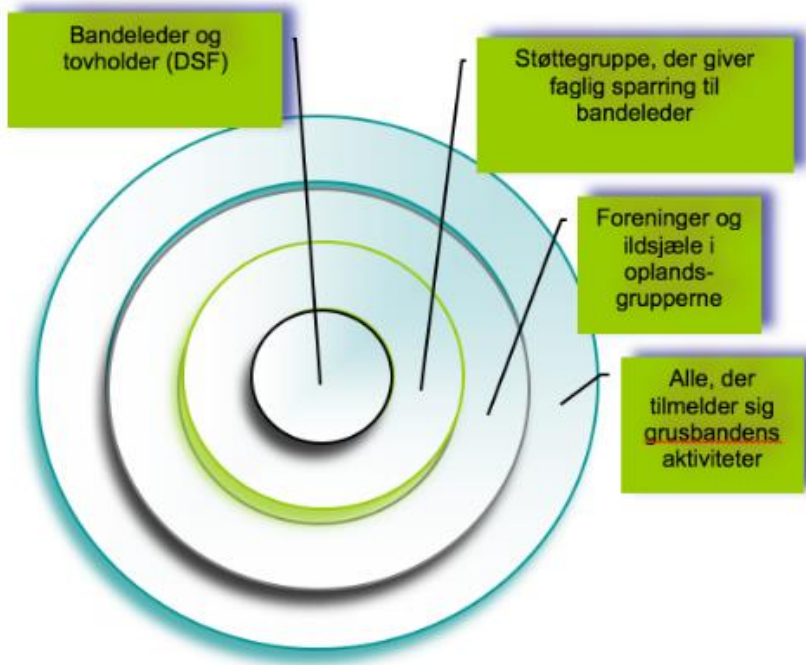 Bandeleder og
tovholder (DSF)
Støttegruppe, der giver
faglig sparring til
bandeleder
Foreninger og
ildsjæle i
oplands-
grupperne
Alle, der
tilmelder sig
grusbandens
aktiviteter